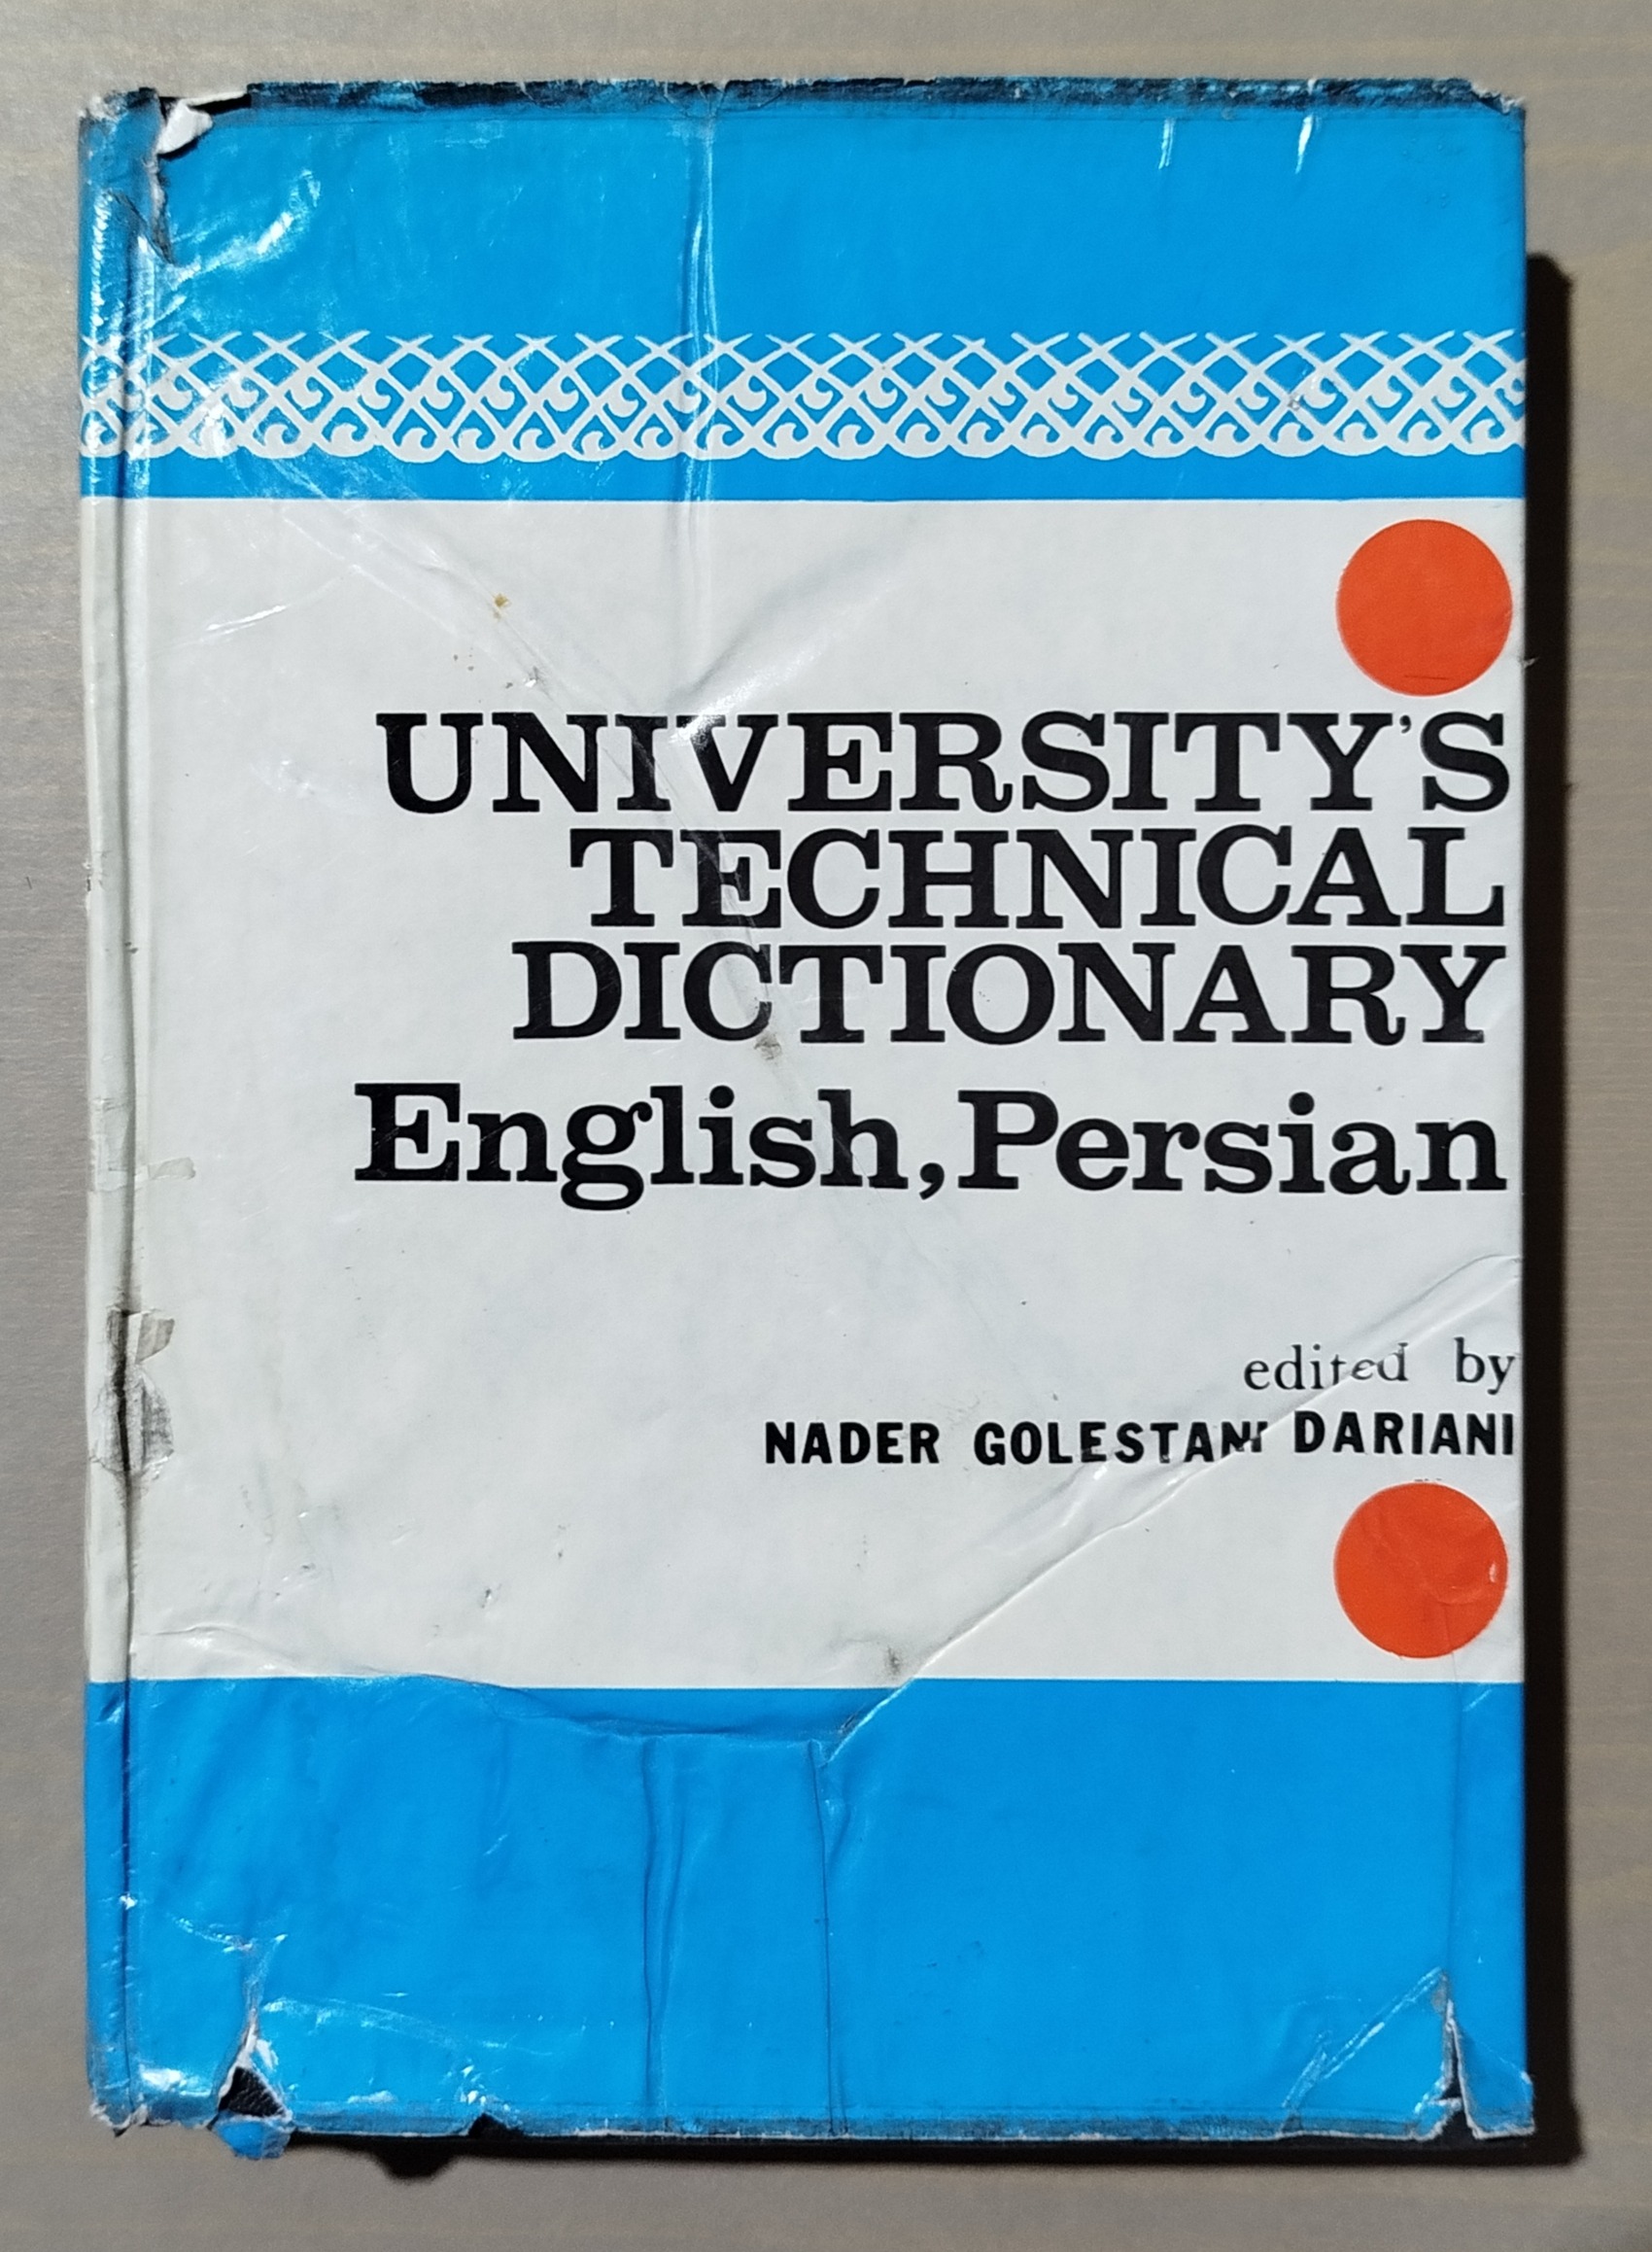 UNIVERSITY'S
TECHNICAL
DICTIONARY
English, Persian
edited by
NADER GOLESTANI DARIANI